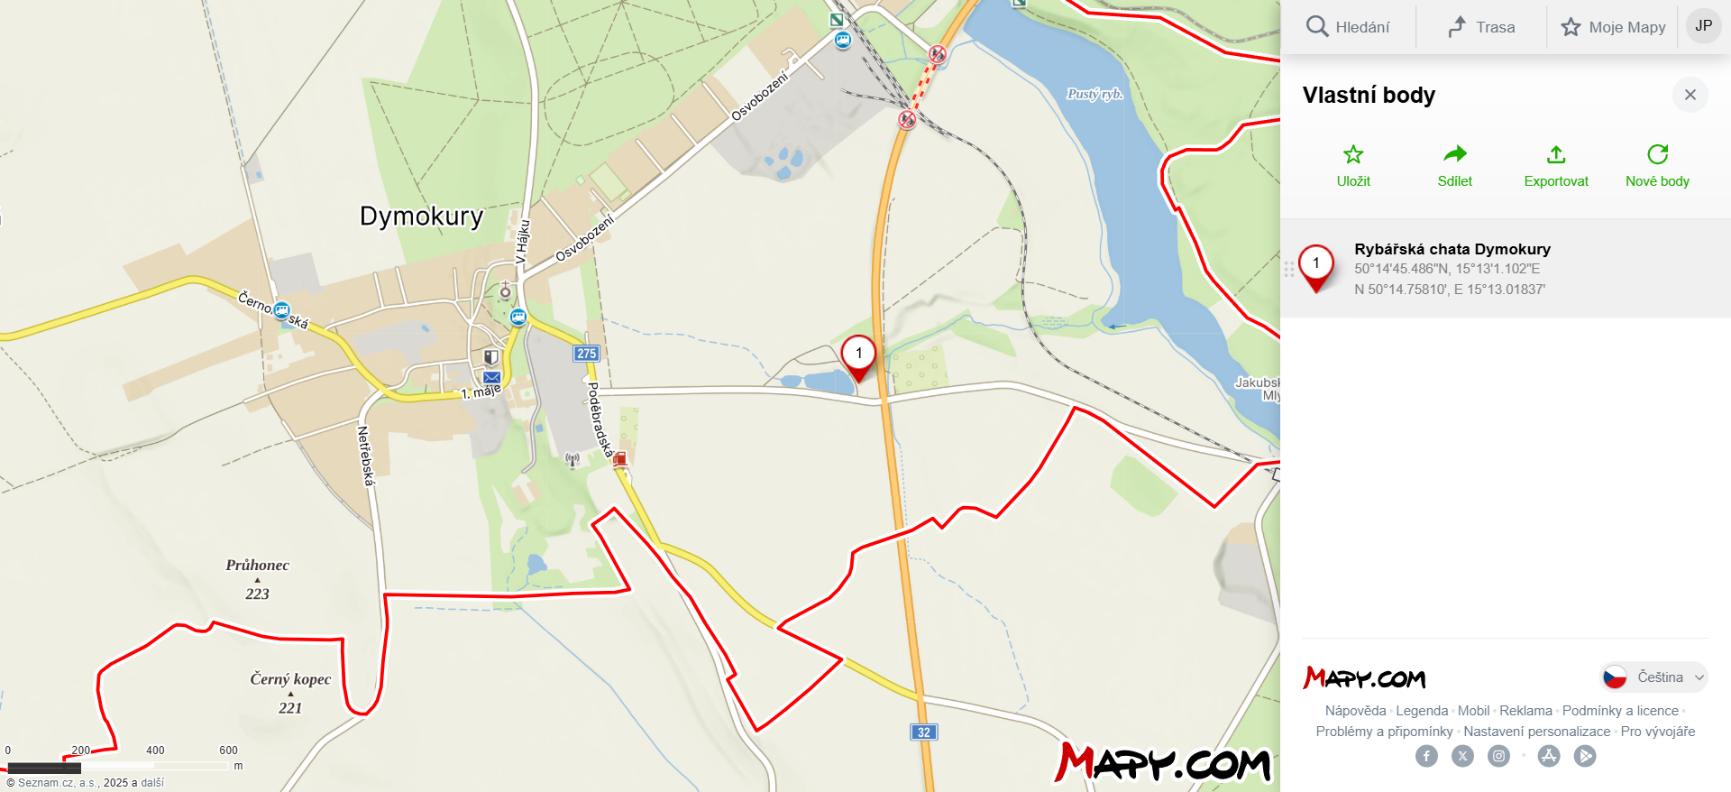 Hledání
Trasa
Moje Mapy
JP
Vlastní body
Uložit
Sdílet
Exportovat
Nové body
1
Rybářská chata Dymokury
50°14'45.486"N, 15°13'1.102"E
N 50°14.75810', E 15°13.01837'
Osvobození
Pustý ryb.
Dymokury
V Hájku
Osvobození
275
1
1. máje
Poděbradská
Netřebská
Jakubsk
Mlý
Průhonec
223
Černý kopec
221
32
0 200 400 600
m
© Seznam.cz, a.s., 2025 a další
Mapy.com
Mapy.com
Čeština
Nápověda • Legenda • Mobil • Reklama • Podmínky a licence •
Problémy a připomínky • Nastavení personalizace • Pro vývojáře